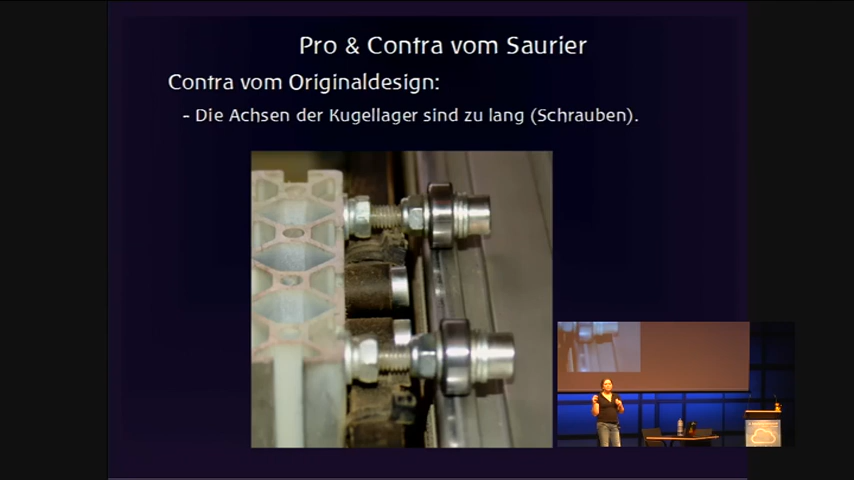 Pro & Contra vom Saurier
Contra vom Originaldesign:
- Die Achsen der Kugellager sind zu lang (Schrauben).